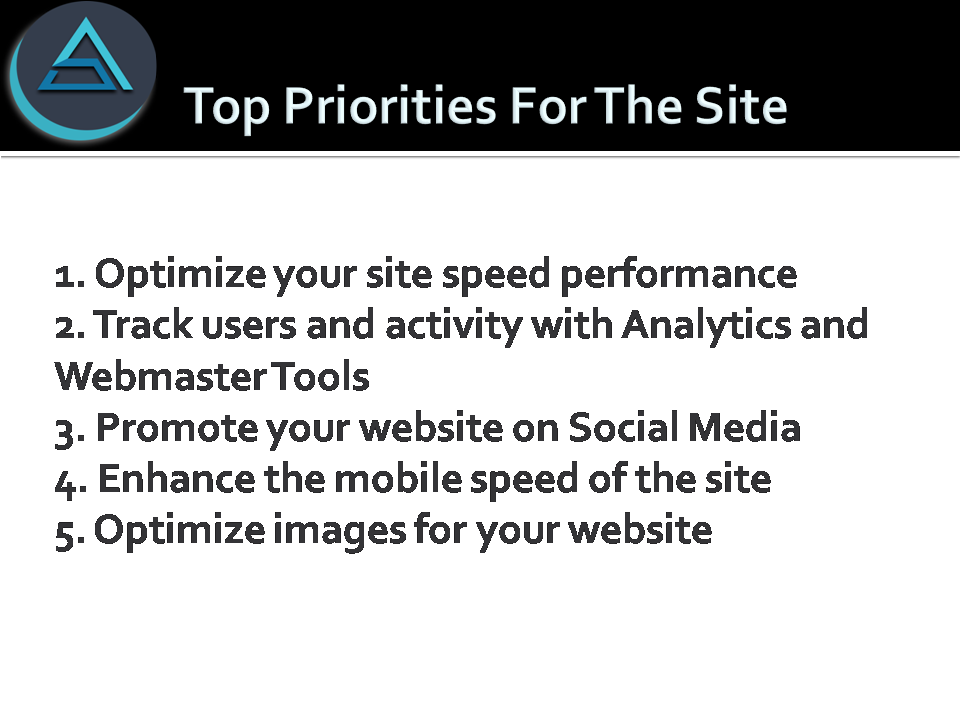 Top Priorities For The Site
1. Optimize your site speed performance
2. Track users and activity with Analytics and
Webmaster Tools
3. Promote your website on Social Media
4. Enhance the mobile speed of the site
5. Optimize images for your website